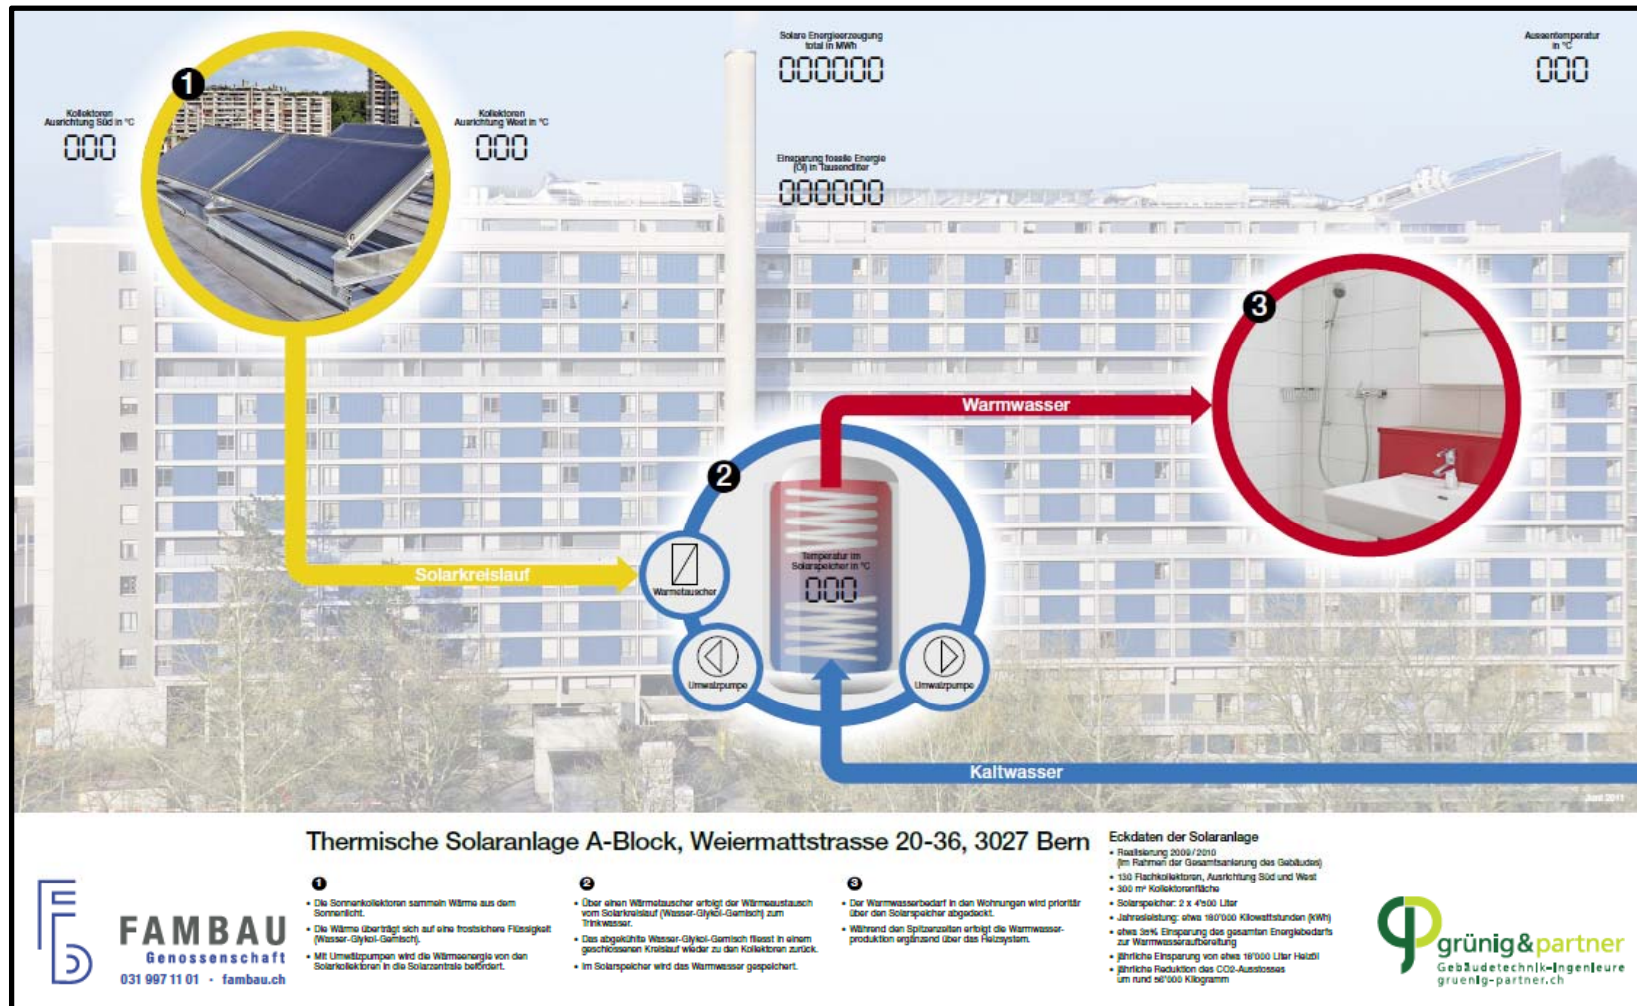 Solare Energieerzeugung
total in MWh
000000
Aussentemperatur
in °C
000
1
Kollektoren
Ausrichtung Süd in °C
000
Kollektoren
Ausrichtung West in °C
000
Einsparung fossile Energie
(Öl) in Tausendliter
000000
3
Warmwasser
2
Temperatur im
Solarspeicher in °C
000
Solarkreislauf
Wärmetauscher
Umwälzpumpe
Umwälzpumpe
Kaltwasser
Juni 2011
Thermische Solaranlage A-Block, Weiermattstrasse 20-36, 3027 Bern
1
• Die Sonnenkollektoren sammeln Wärme aus dem
Sonnenlicht.
• Die Wärme überträgt sich auf eine frostsichere Flüssigkeit
(Wasser-Glykol-Gemisch).
• Mit Umwälzpumpen wird die Wärmeenergie von den
Solarkollektoren in die Solarzentrale befördert.
2
• Über einen Wärmetauscher erfolgt der Wärmeaustausch
vom Solarkreislauf (Wasser-Glykol-Gemisch) zum
Trinkwasser.
• Das abgekühlte Wasser-Glykol-Gemisch fliesst in einem
geschlossenen Kreislauf wieder zu den Kollektoren zurück.
• Im Solarspeicher wird das Warmwasser gespeichert.
3
• Der Warmwasserbedarf in den Wohnungen wird prioritär
über den Solarspeicher abgedeckt.
• Während den Spitzenzeiten erfolgt die Warmwasser-
produktion ergänzend über das Heizsystem.
Eckdaten der Solaranlage
• Realisierung 2009/2010
(im Rahmen der Gesamtsanierung des Gebäudes)
• 130 Flachkollektoren, Ausrichtung Süd und West
• 300 m² Kollektorenfläche
• Solarspeicher: 2 x 4'500 Liter
• Jahresleistung: etwa 180'000 Kilowattstunden (kWh)
• etwa 35% Einsparung des gesamten Energiebedarfs
zur Warmwasseraufbereitung
• jährliche Einsparung von etwa 18'000 Liter Heizöl
• jährliche Reduktion des CO2-Ausstosses
um rund 56'000 Kilogramm
FAMBAU
Genossenschaft
031 997 11 01 · fambau.ch
grünig&partner
Gebäudetechnik-Ingenieure
gruenig-partner.ch